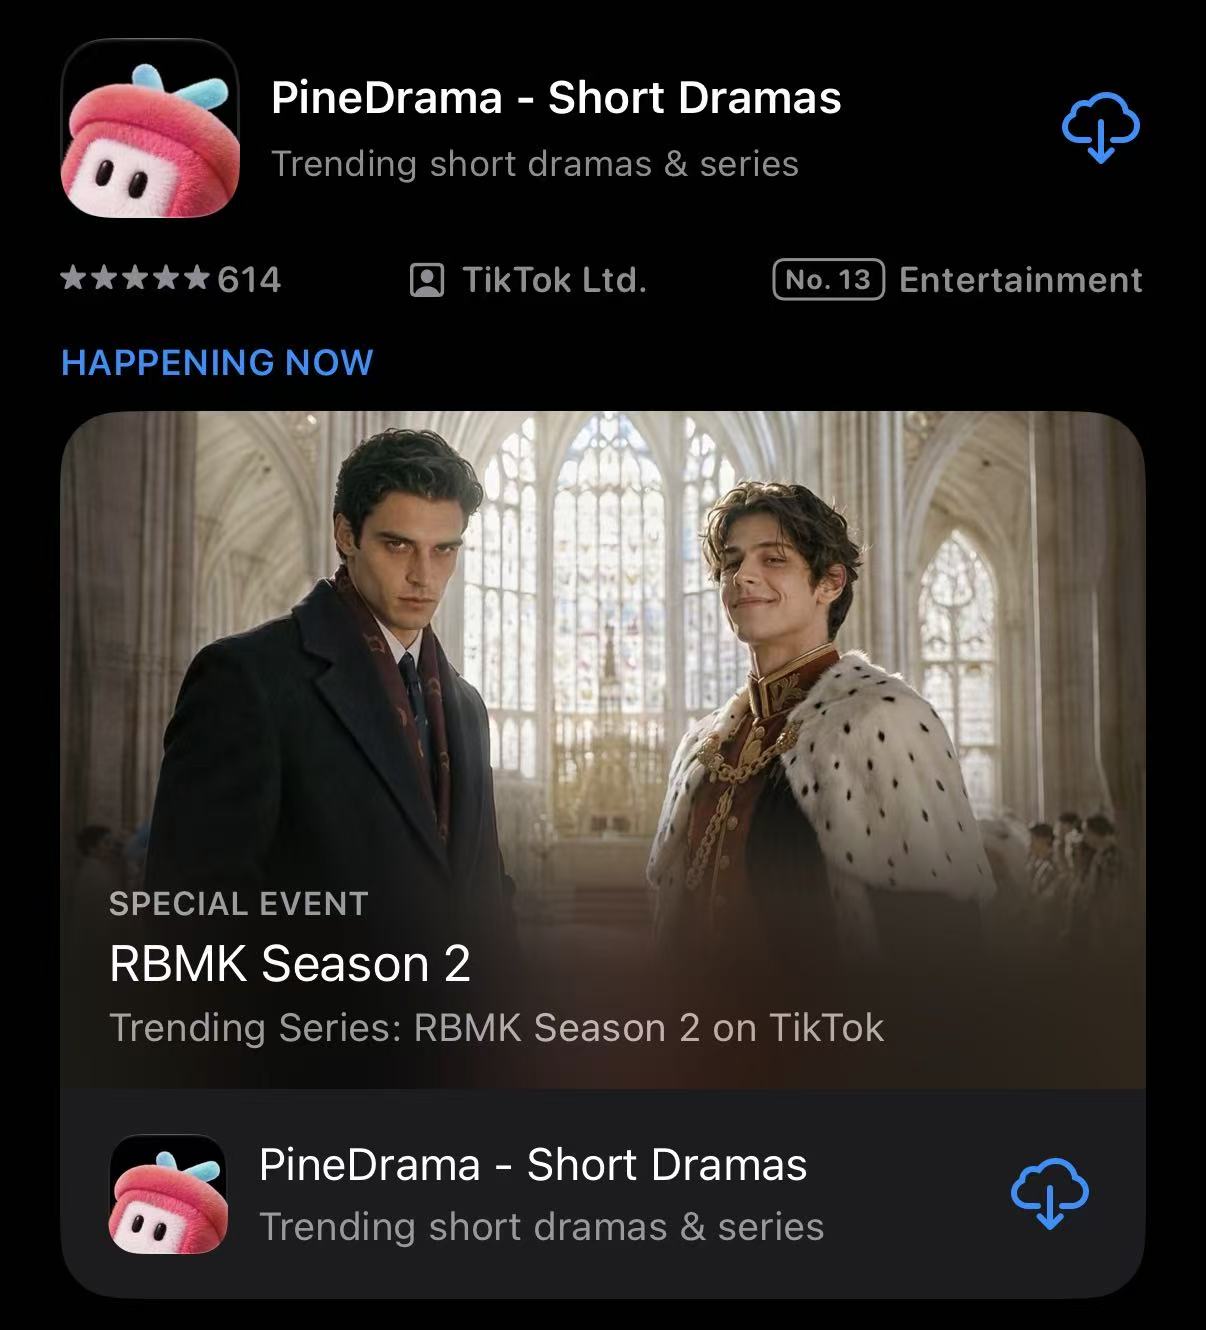 PineDrama - Short Dramas
Trending short dramas & series
★★★★★ 614
TikTok Ltd.
No. 13 Entertainment
HAPPENING NOW
SPECIAL EVENT
RBMK Season 2
Trending Series: RBMK Season 2 on TikTok
PineDrama - Short Dramas
Trending short dramas & series